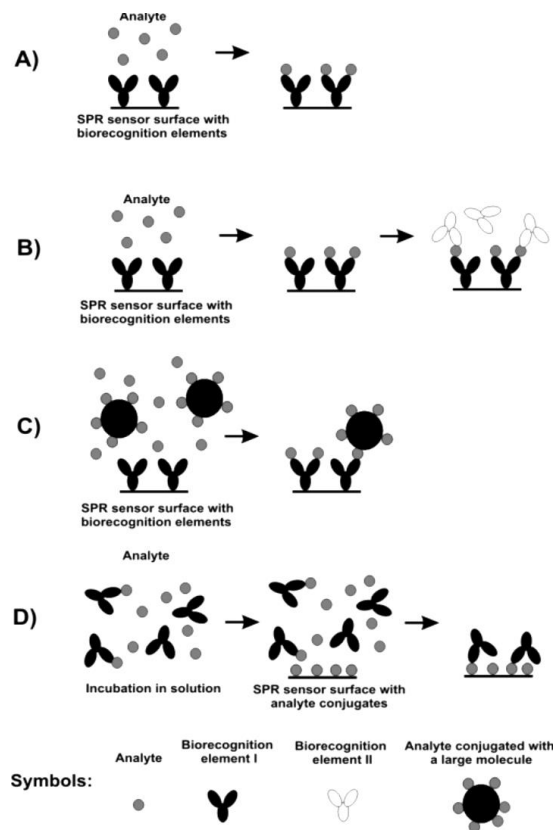 Analyte
A)
SPR sensor surface with
biorecognition elements
Analyte
B)
SPR sensor surface with
biorecognition elements
C)
SPR sensor surface with
biorecognition elements
Analyte
D)
Incubation in solution
SPR sensor surface with
analyte conjugates
Symbols:
Analyte
Biorecognition
element I
Biorecognition
element II
Analyte conjugated with
a large molecule